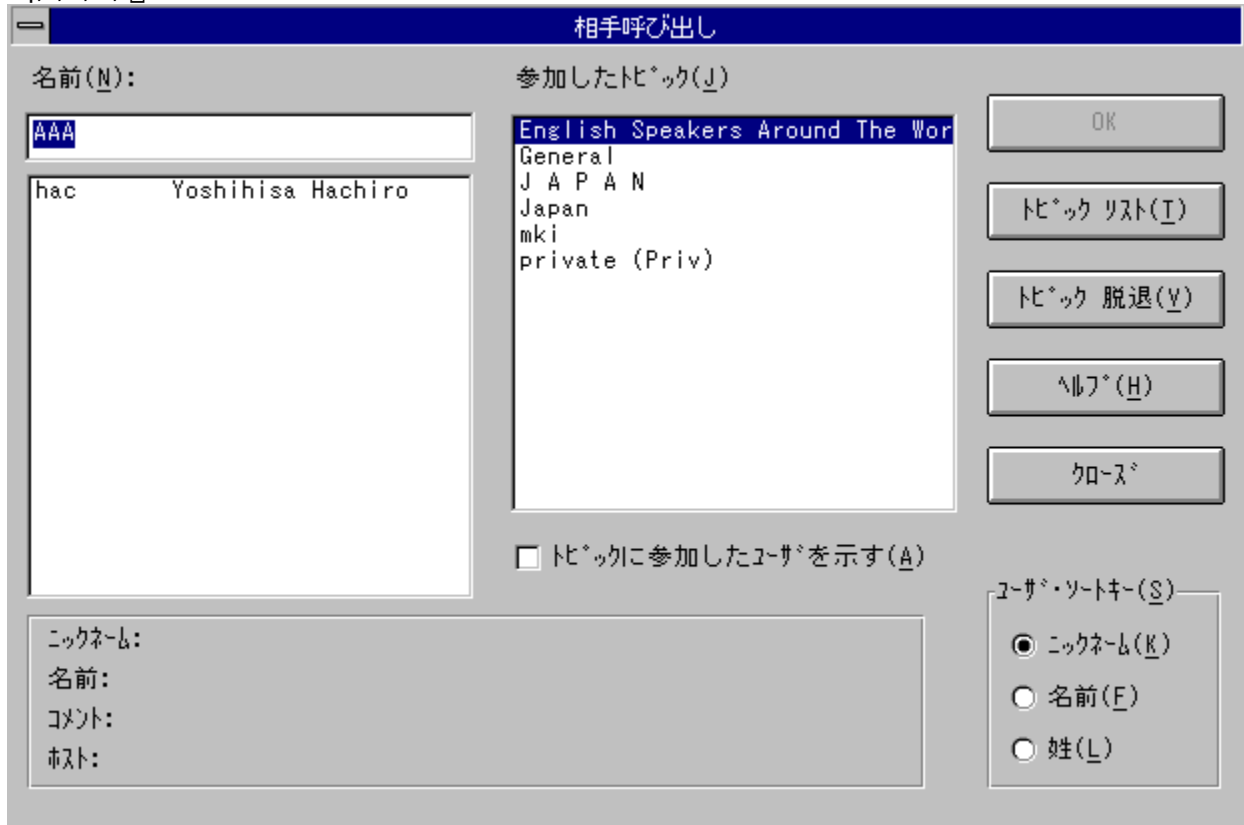 相手呼び出し
名前(N):
AAA
hac Yoshihisa Hachiro
参加したﾄﾋﾟｯｸ(J)
English Speakers Around The Wor
General
J A P A N
Japan
mki
private (Priv)
ﾄﾋﾟｯｸに参加したﾕｰｻﾞを示す(A)
OK
ﾄﾋﾟｯｸ ﾘｽﾄ(T)
ﾄﾋﾟｯｸ 脱退(V)
ﾍﾙﾌﾟ(H)
ｸﾛｰｽﾞ
ﾆｯｸﾈｰﾑ:
名前:
ｺﾒﾝﾄ:
ﾎｽﾄ:
ﾕｰｻﾞ・ｿｰﾄｷｰ(S)
ﾆｯｸﾈｰﾑ(K)
名前(F)
姓(L)